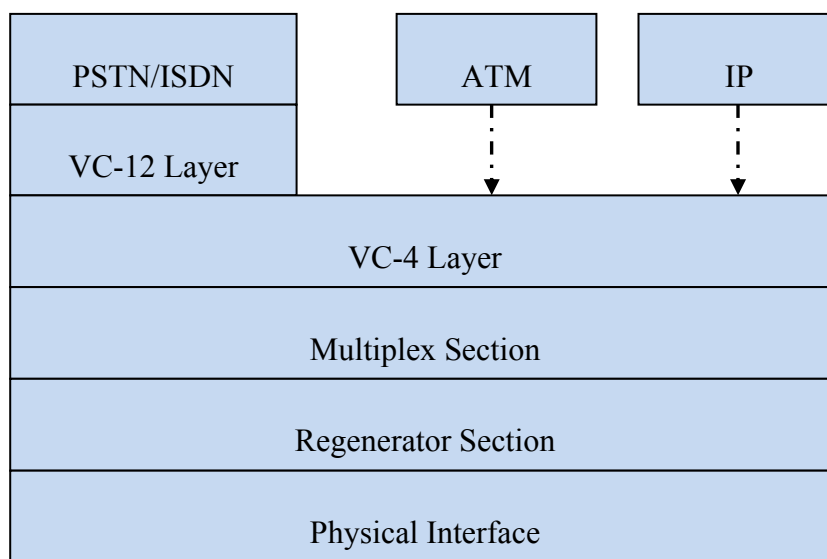 PSTN/ISDN
ATM
IP
VC-12 Layer
VC-4 Layer
Multiplex Section
Regenerator Section
Physical Interface